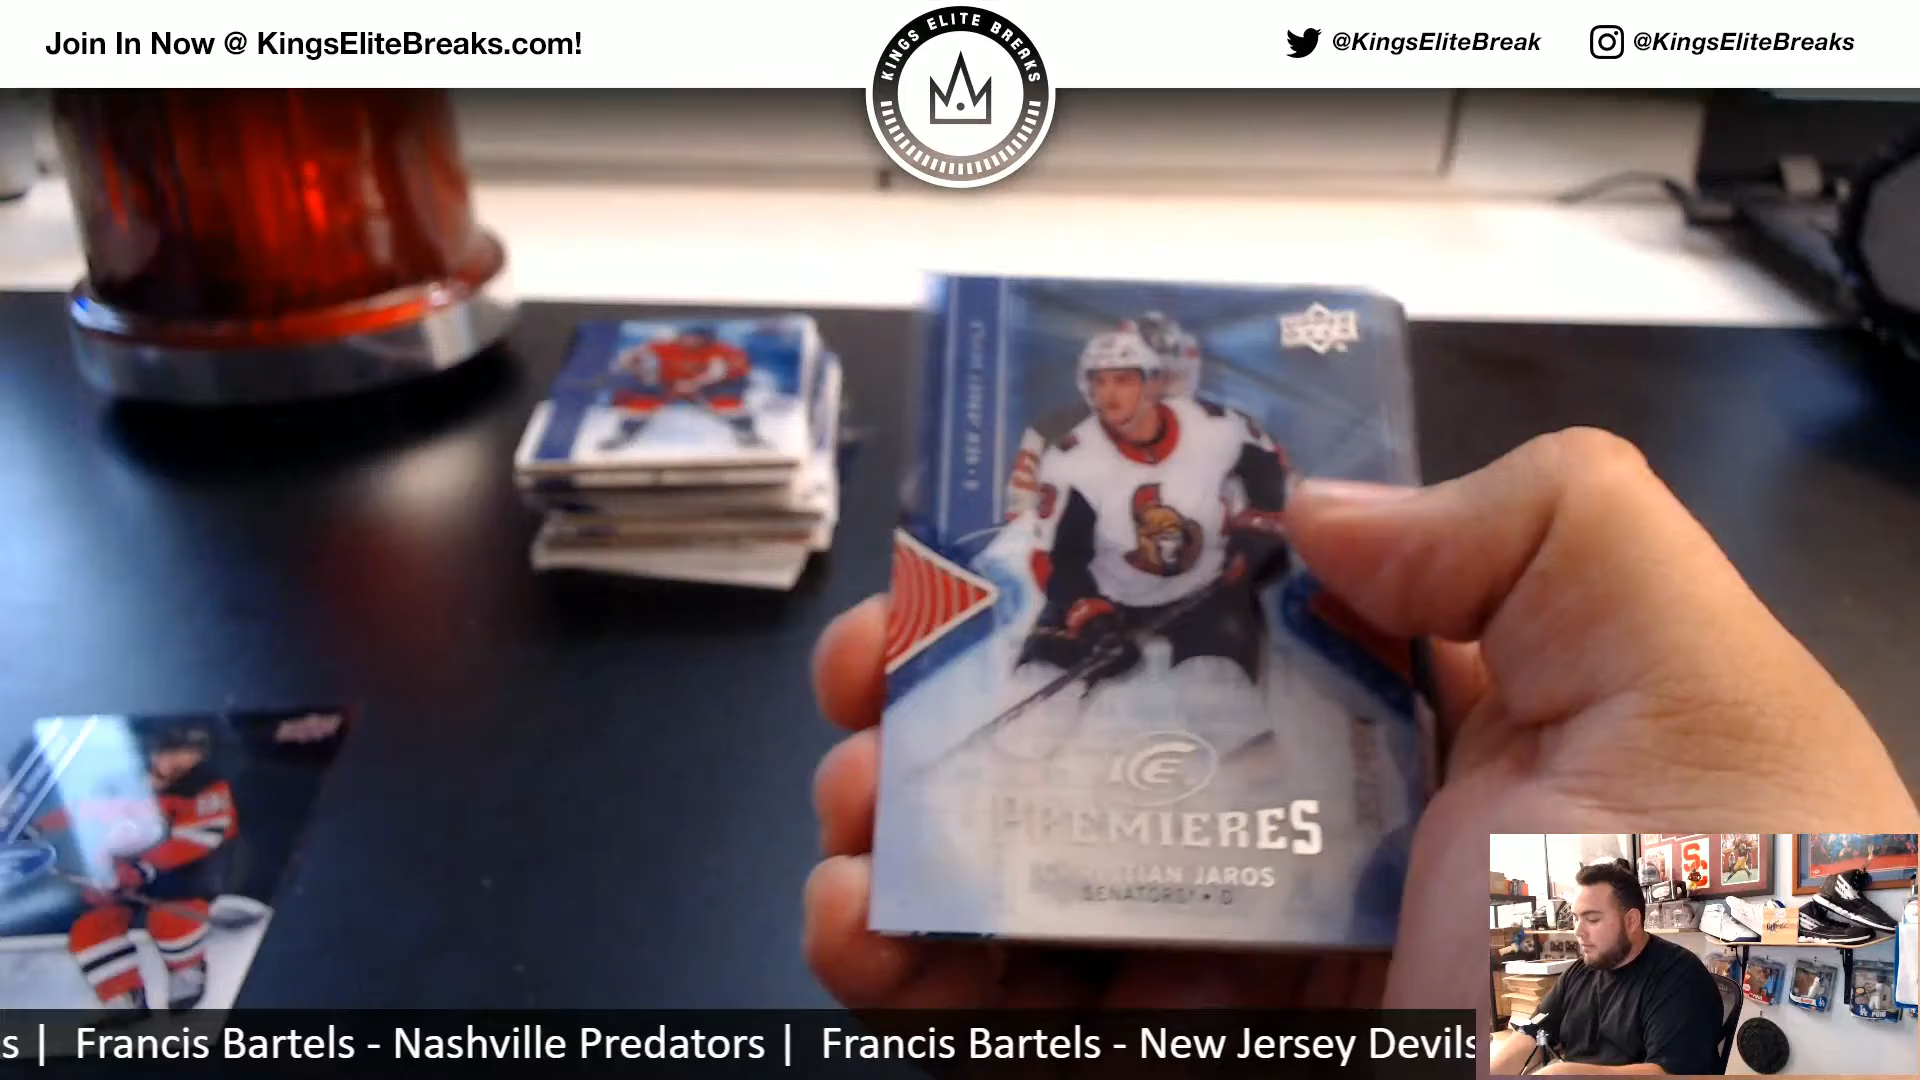 Join In Now @ KingsEliteBreaks.com!
KINGS ELITE BREAKS
@KingsEliteBreak
@KingsEliteBreaks
ICE
PREMIERES
JAROS
SENATORS • D
s | Francis Bartels - Nashville Predators | Francis Bartels - New Jersey Devils